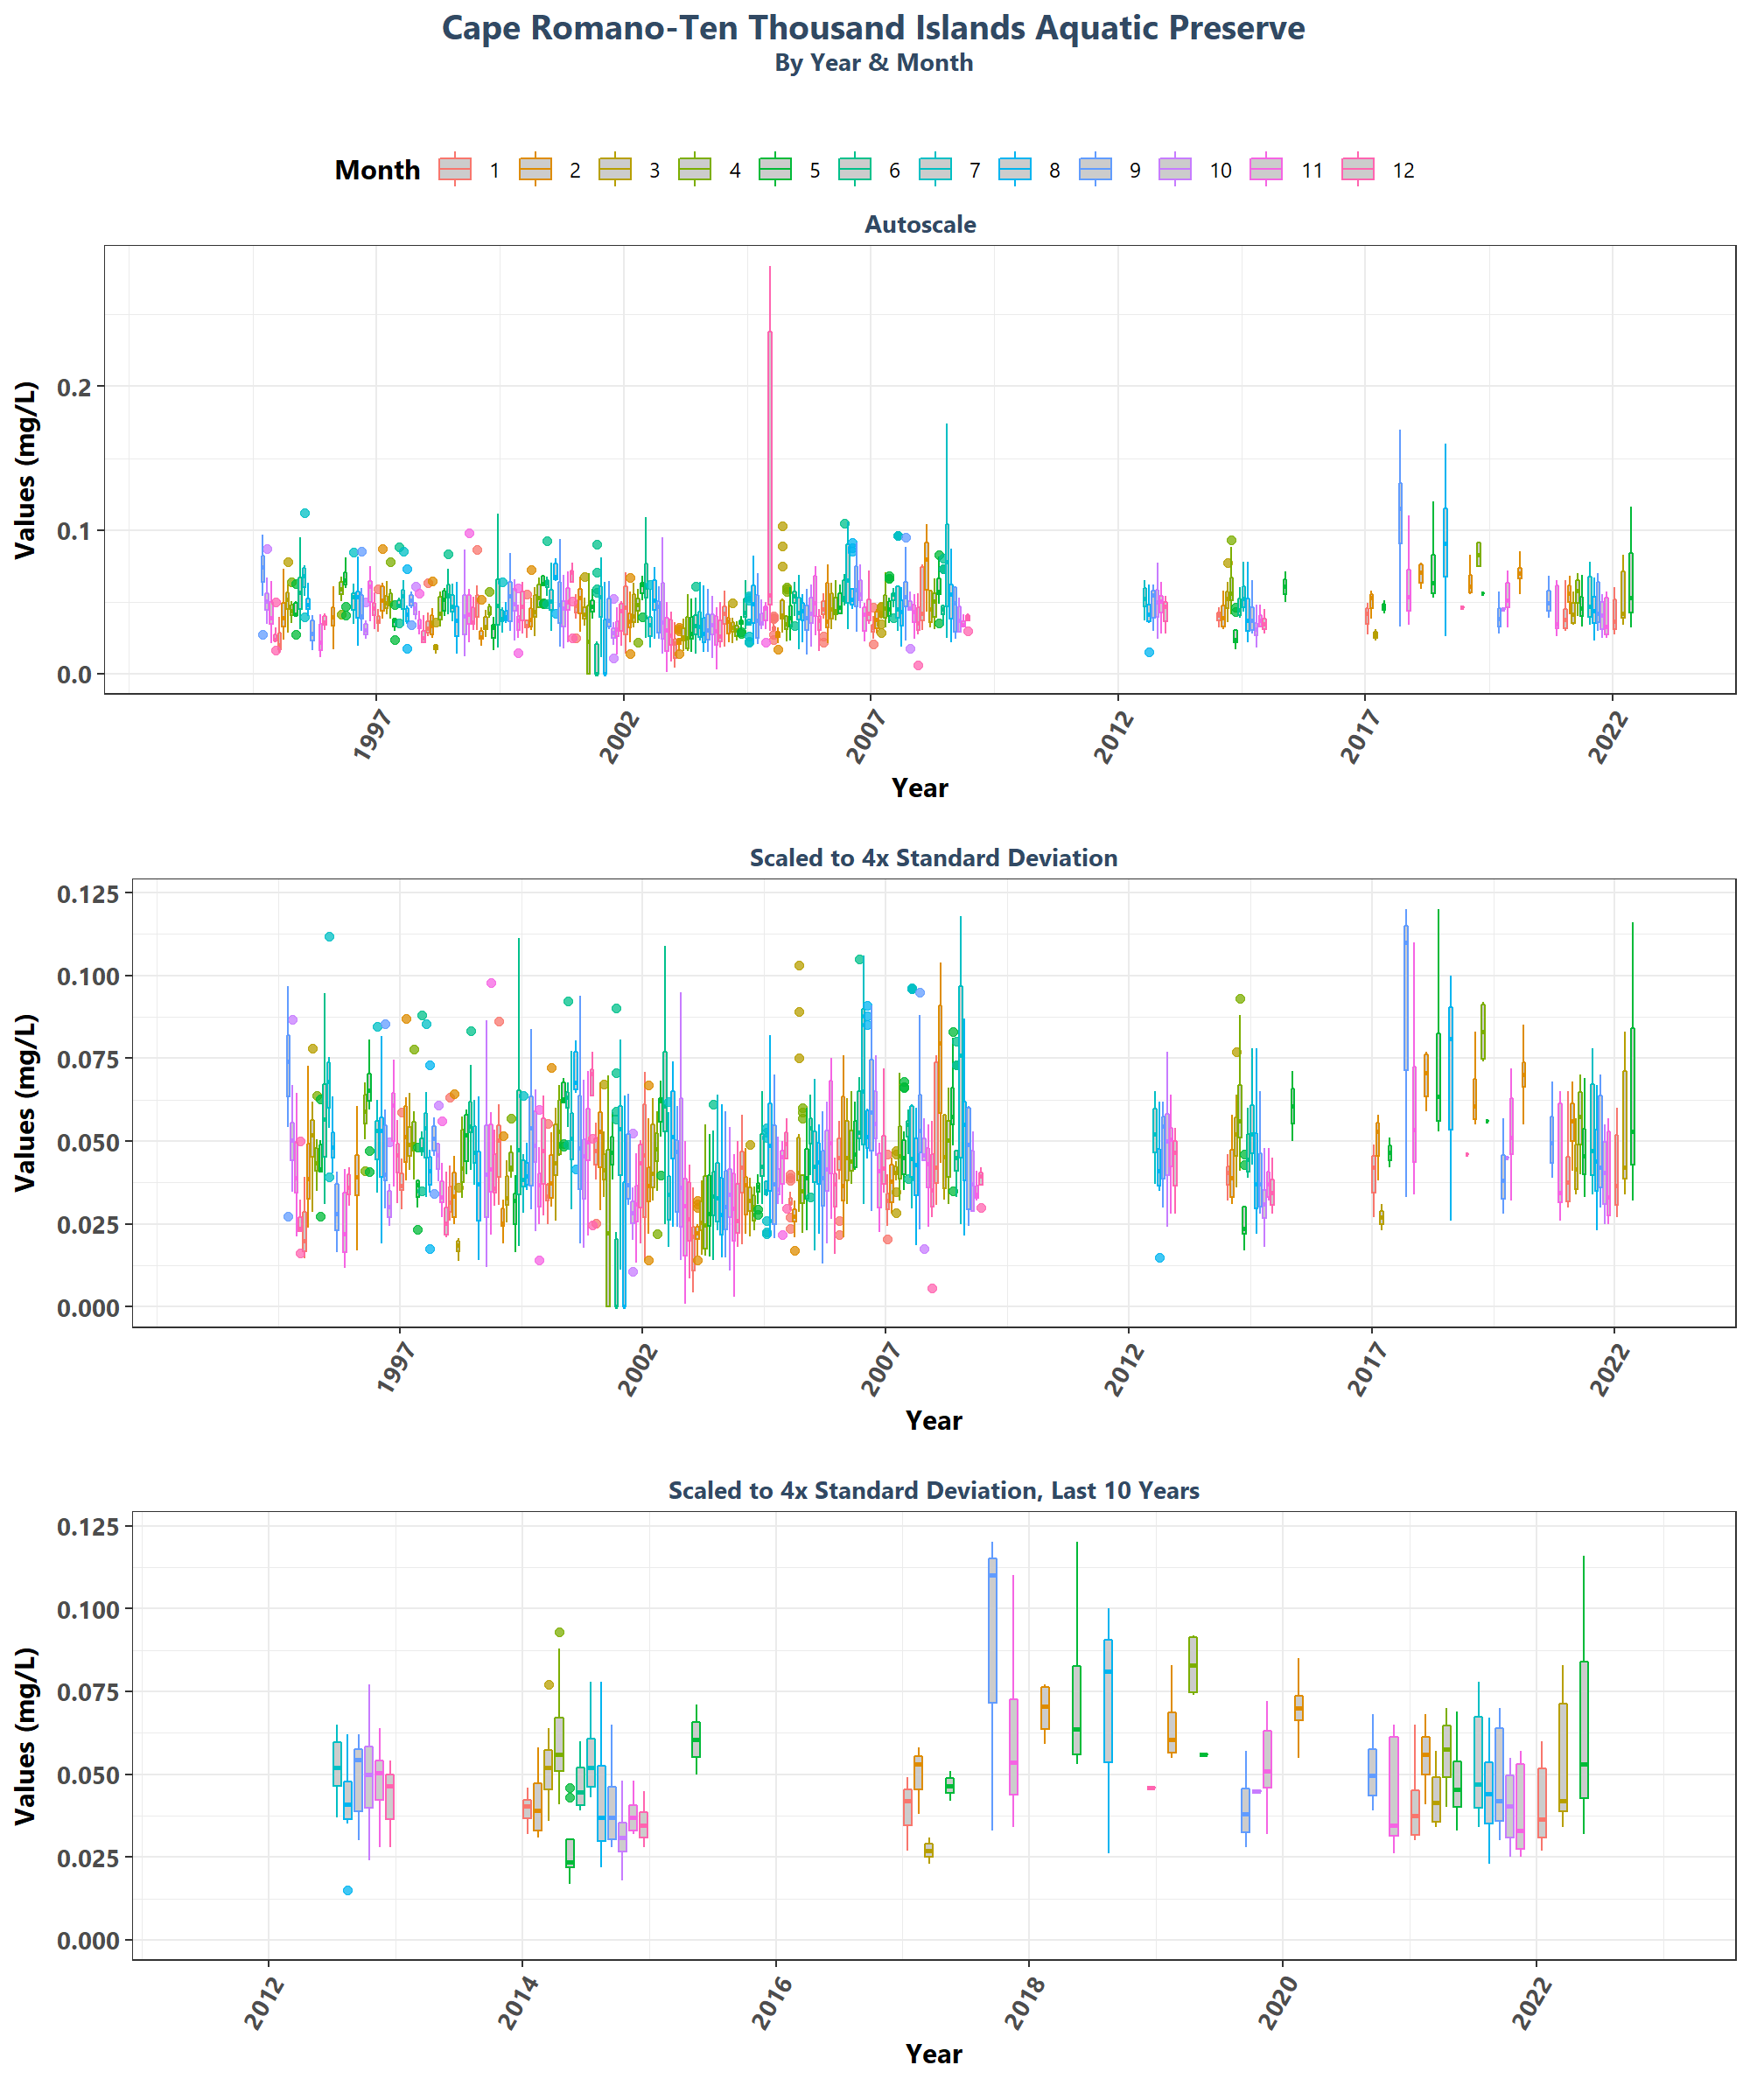 Cape Romano-Ten Thousand Islands Aquatic Preserve
By Year & Month
Month 1 2 3 4 5 6 7 8 9 10 11 12
Autoscale
Values (mg/L)
0.2
0.1
0.0
1997 2002 2007 2012 2017 2022
Year
Scaled to 4x Standard Deviation
Values (mg/L)
0.125
0.100
0.075
0.050
0.025
0.000
1997 2002 2007 2012 2017 2022
Year
Scaled to 4x Standard Deviation, Last 10 Years
Values (mg/L)
0.125
0.100
0.075
0.050
0.025
0.000
2012 2014 2016 2018 2020 2022
Year